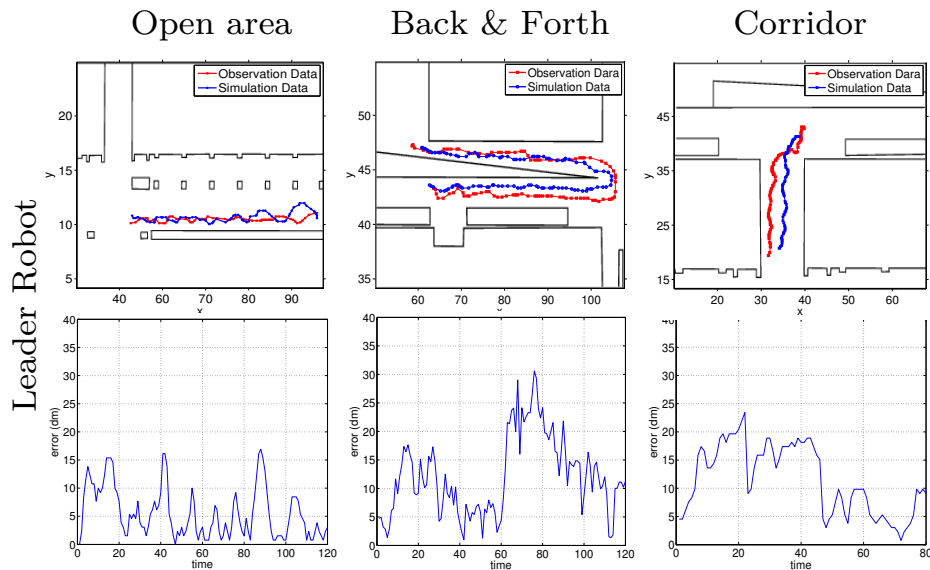 Open area
Back & Forth
Corridor
Leader Robot
Observation Data
Simulation Data
y
20
15
10
5
40 50 60 70 80 90
x
Observation Dara
Simulation Data
y
50
45
40
35
60 70 80 90 100
Observation Dara
Simulation Data
y
45
35
25
15
20 30 40 50 60
x
error (dm)
40
35
30
25
20
15
10
5
0
0 20 40 60 80 100 120
time
error (dm)
40
35
30
25
20
15
10
5
0
0 20 40 60 80 100 120
time
error (dm)
40
35
30
25
20
15
10
5
0
0 20 40 60 80
time